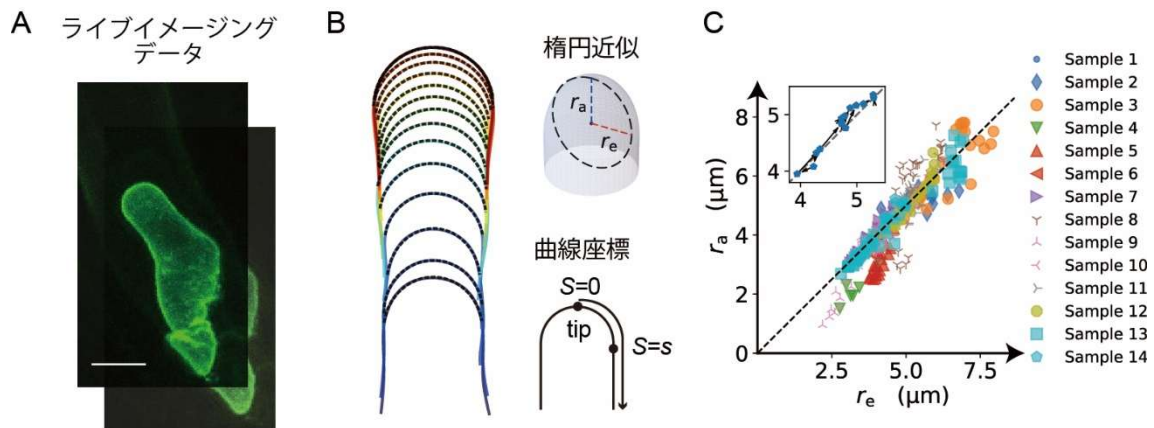 A
ライブイメージング
データ
B
楕円近似
rₐ
rₑ
曲線座標
S=0
tip
S=s
C
rₐ (μm)
8
6
4
2
0
5
4
4
5
2.5
5.0
7.5
rₑ (μm)
Sample 1
Sample 2
Sample 3
Sample 4
Sample 5
Sample 6
Sample 7
Sample 8
Sample 9
Sample 10
Sample 11
Sample 12
Sample 13
Sample 14